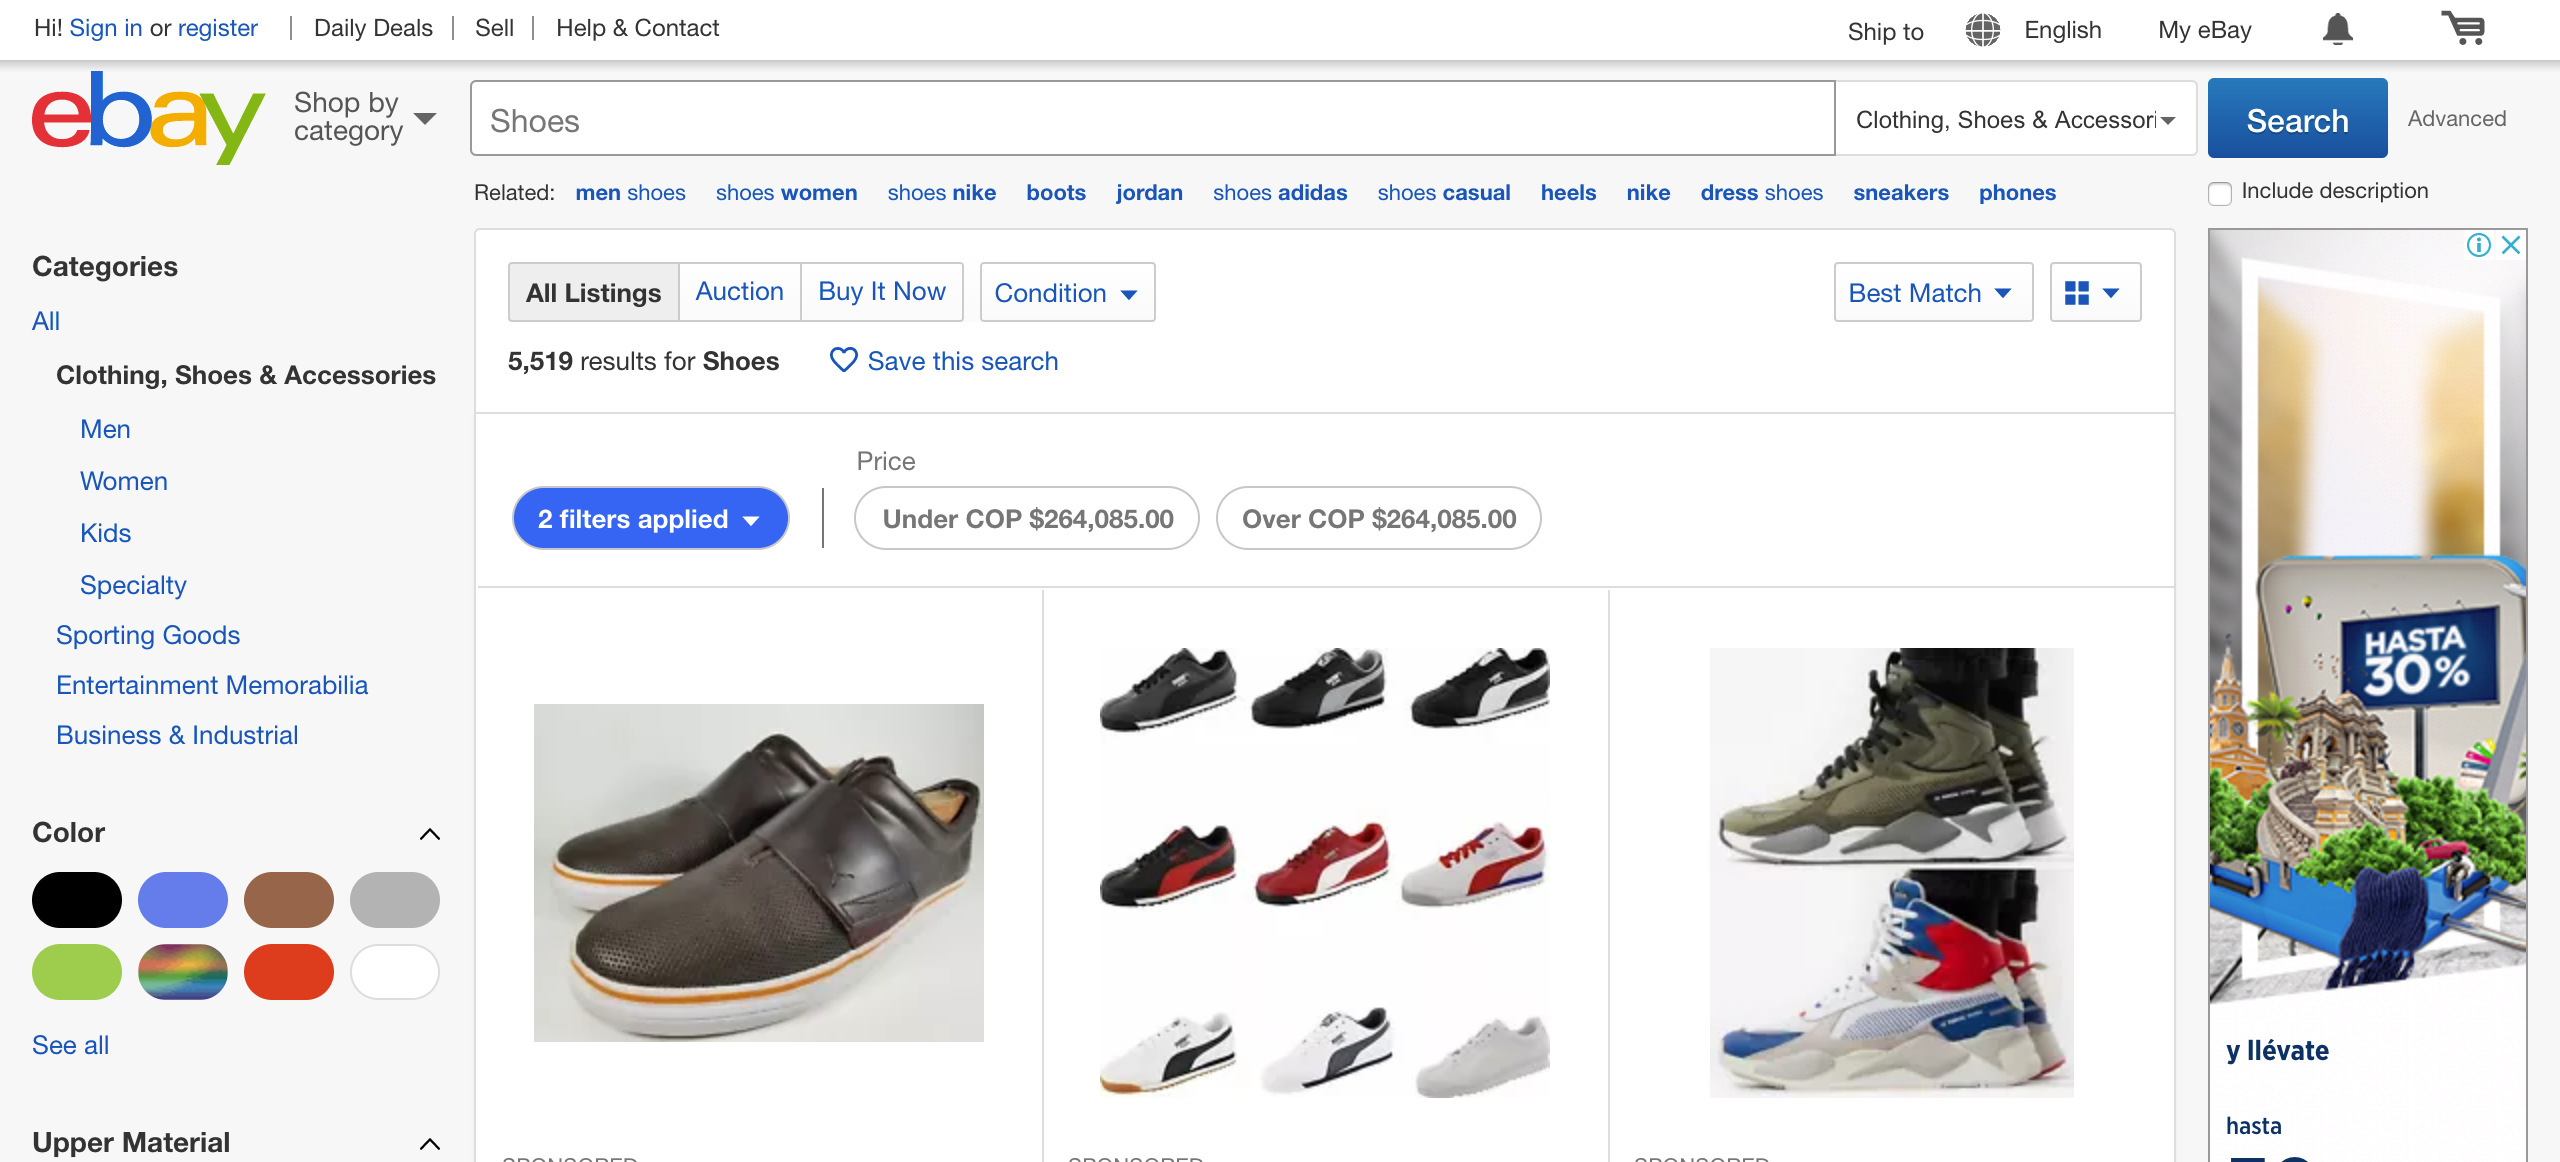 Hi! Sign in or register
Daily Deals
Sell
Help & Contact
Ship to
English
My eBay
ebay
Shop by category
Shoes
Clothing, Shoes & Accessori
Search
Advanced
Related: men shoes shoes women shoes nike boots jordan shoes adidas shoes casual heels nike dress shoes sneakers phones
Include description
Categories
All
Clothing, Shoes & Accessories
Men
Women
Kids
Specialty
Sporting Goods
Entertainment Memorabilia
Business & Industrial
Color
See all
Upper Material
All Listings
Auction
Buy It Now
Condition
Best Match
5,519 results for Shoes
Save this search
Price
2 filters applied
Under COP $264,085.00
Over COP $264,085.00
SPONSORED
SPONSORED
SPONSORED
HASTA
30%
y llévate
hasta